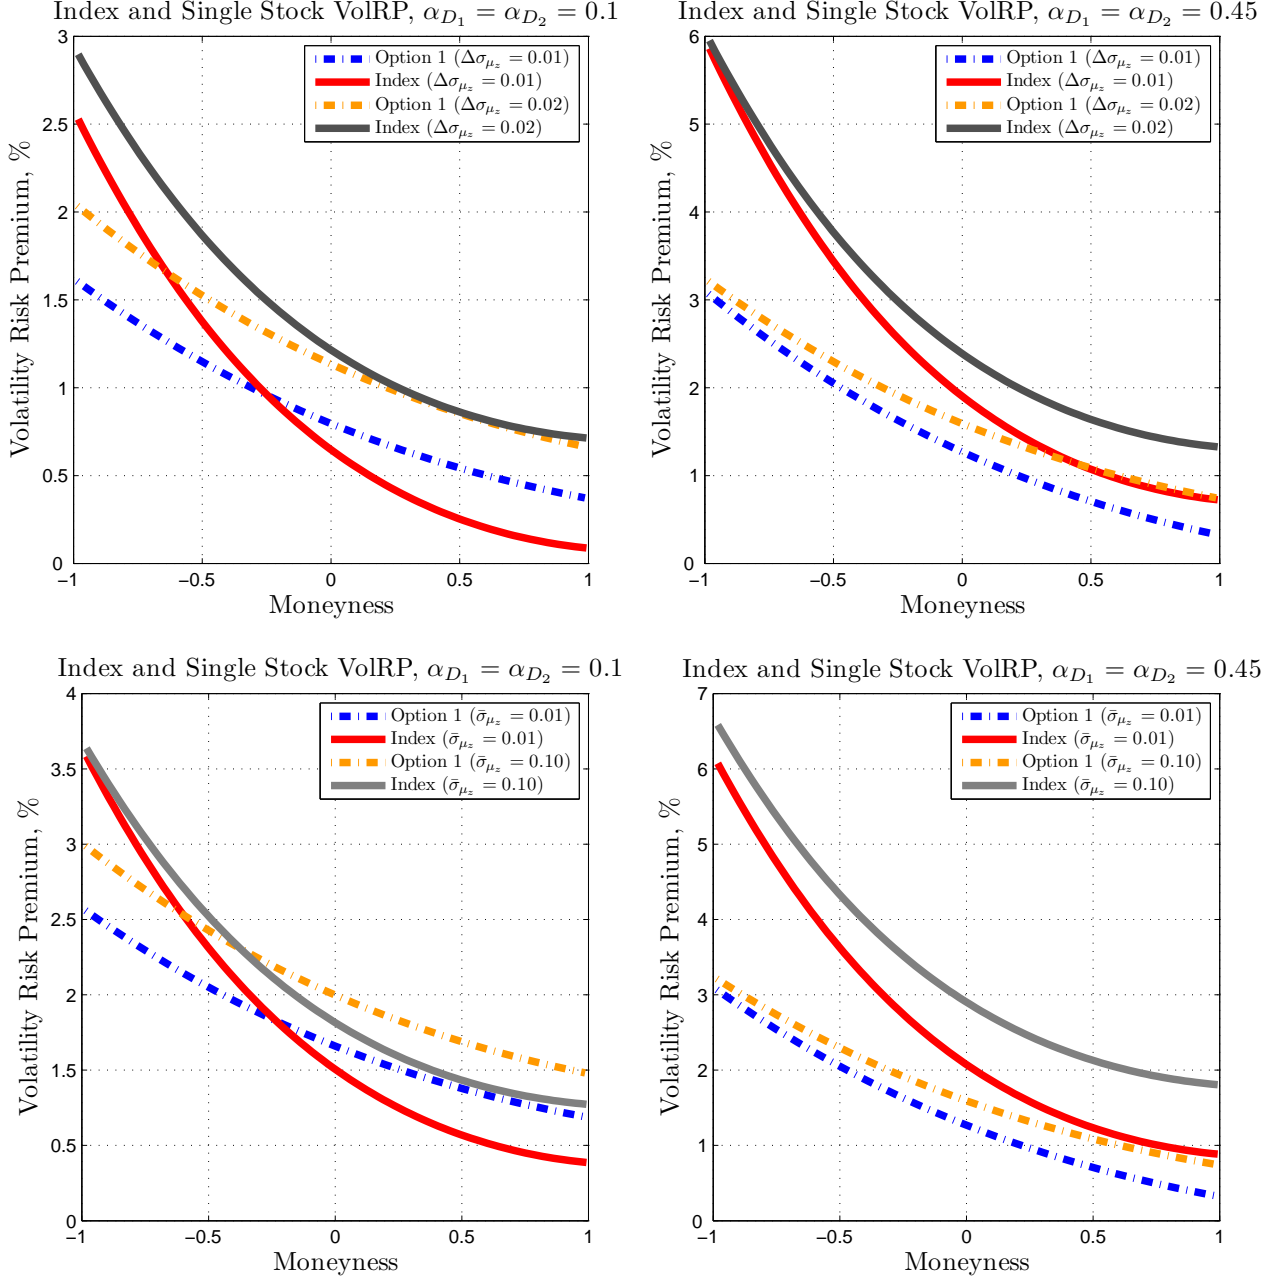 Index and Single Stock VolRP, α_{D_1} = α_{D_2} = 0.1
Volatility Risk Premium, %
3
2.5
2
1.5
1
0.5
0
Option 1 (Δσ_{μ_z} = 0.01)
Index (Δσ_{μ_z} = 0.01)
Option 1 (Δσ_{μ_z} = 0.02)
Index (Δσ_{μ_z} = 0.02)
−1 −0.5 0 0.5 1
Moneyness
Index and Single Stock VolRP, α_{D_1} = α_{D_2} = 0.45
Volatility Risk Premium, %
6
5
4
3
2
1
0
Option 1 (Δσ_{μ_z} = 0.01)
Index (Δσ_{μ_z} = 0.01)
Option 1 (Δσ_{μ_z} = 0.02)
Index (Δσ_{μ_z} = 0.02)
−1 −0.5 0 0.5 1
Moneyness
Index and Single Stock VolRP, α_{D_1} = α_{D_2} = 0.1
Volatility Risk Premium, %
4
3.5
3
2.5
2
1.5
0.5
0
Option 1 (σ̄_{μ_z} = 0.01)
Index (σ̄_{μ_z} = 0.01)
Option 1 (σ̄_{μ_z} = 0.10)
Index (σ̄_{μ_z} = 0.10)
−1 −0.5 0 0.5 1
Moneyness
Index and Single Stock VolRP, α_{D_1} = α_{D_2} = 0.45
Volatility Risk Premium, %
7
6
5
4
3
2
1
0
Option 1 (σ̄_{μ_z} = 0.01)
Index (σ̄_{μ_z} = 0.01)
Option 1 (σ̄_{μ_z} = 0.10)
Index (σ̄_{μ_z} = 0.10)
−1 −0.5 0 0.5 1
Moneyness